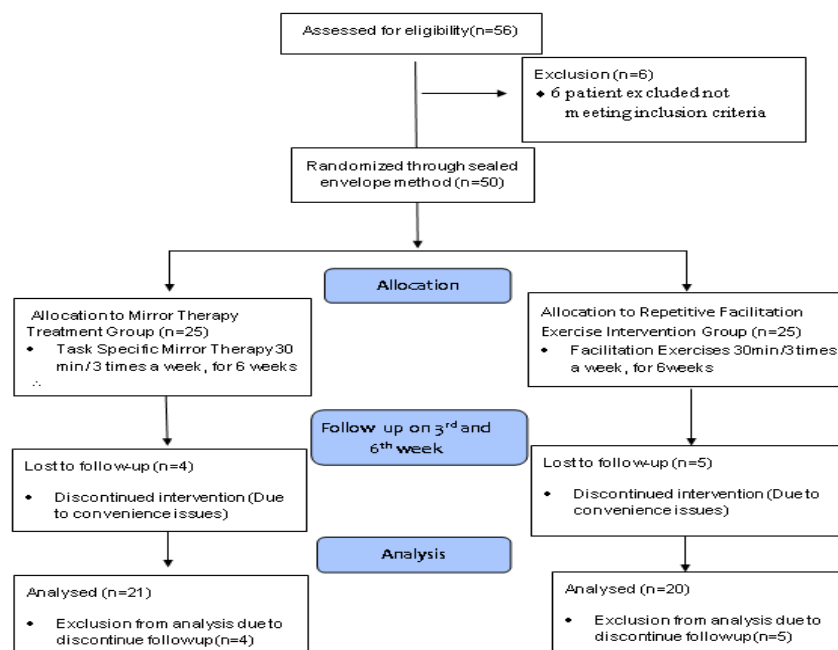 Assessed for eligibility(n=56)
Exclusion (n=6)
◆ 6 patient excluded not
meeting inclusion criteria
Randomized through sealed
envelope method (n=50)
Allocation
Allocation to Mirror Therapy
Treatment Group (n=25)
• Task Specific Mirror Therapy 30
min/3 times a week, for 6 weeks
∴
Allocation to Repetitive Facilitation
Exercise Intervention Group (n=25)
• Facilitation Exercises 30min/3times
a week, for 6weeks
Follow up on 3rd and
6th week
Lost to follow-up (n=4)
• Discontinued intervention (Due
to convenience issues)
Lost to follow-up (n=5)
• Discontinued intervention (Due to
convenience issues)
Analysis
Analysed (n=21)
• Exclusion from analysis due to
discontinue followup(n=4)
Analysed (n=20)
• Exclusion from analysis due to
discontinue followup(n=5)